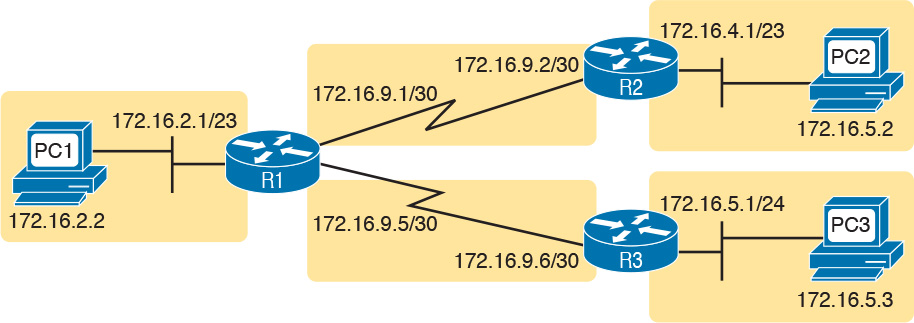 172.16.4.1/23
PC2
172.16.9.2/30
R2
172.16.9.1/30
172.16.5.2
172.16.2.1/23
PC1
R1
172.16.2.2
172.16.5.1/24
172.16.9.5/30
PC3
172.16.9.6/30
R3
172.16.5.3